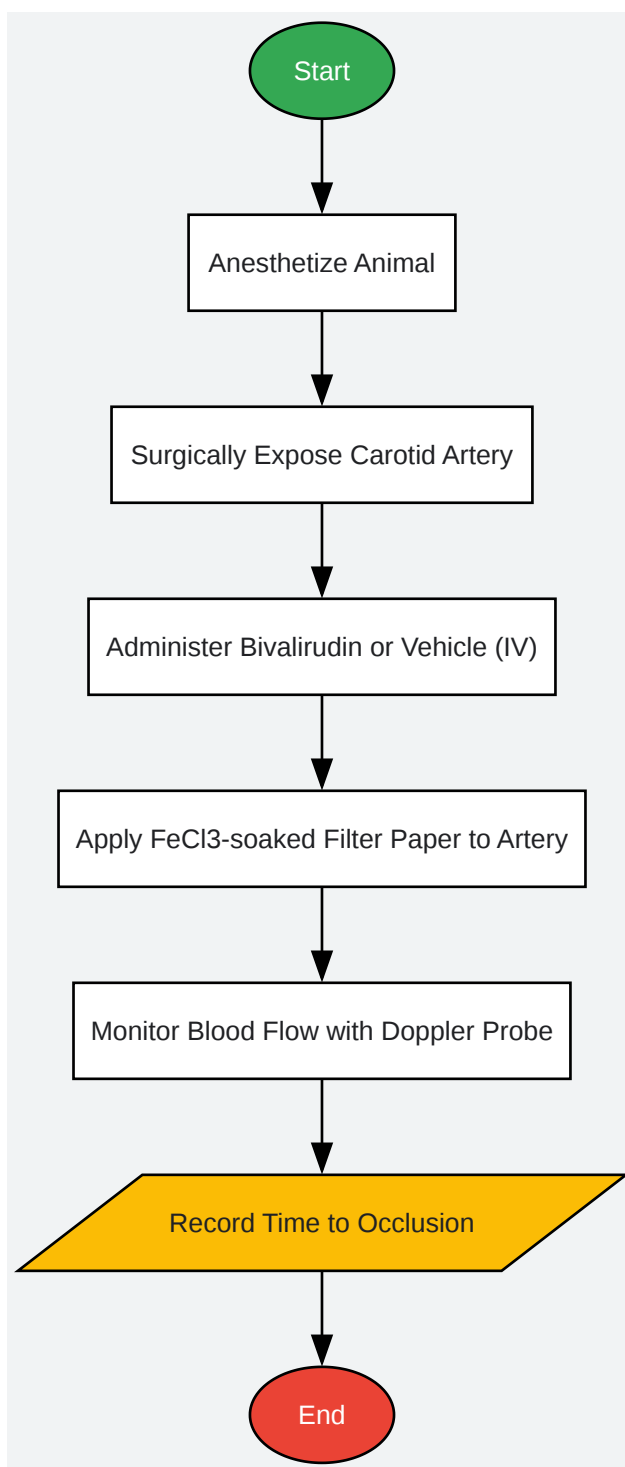 Start
Anesthetize Animal
Surgically Expose Carotid Artery
Administer Bivalirudin or Vehicle (IV)
Apply FeCl3-soaked Filter Paper to Artery
Monitor Blood Flow with Doppler Probe
Record Time to Occlusion
End